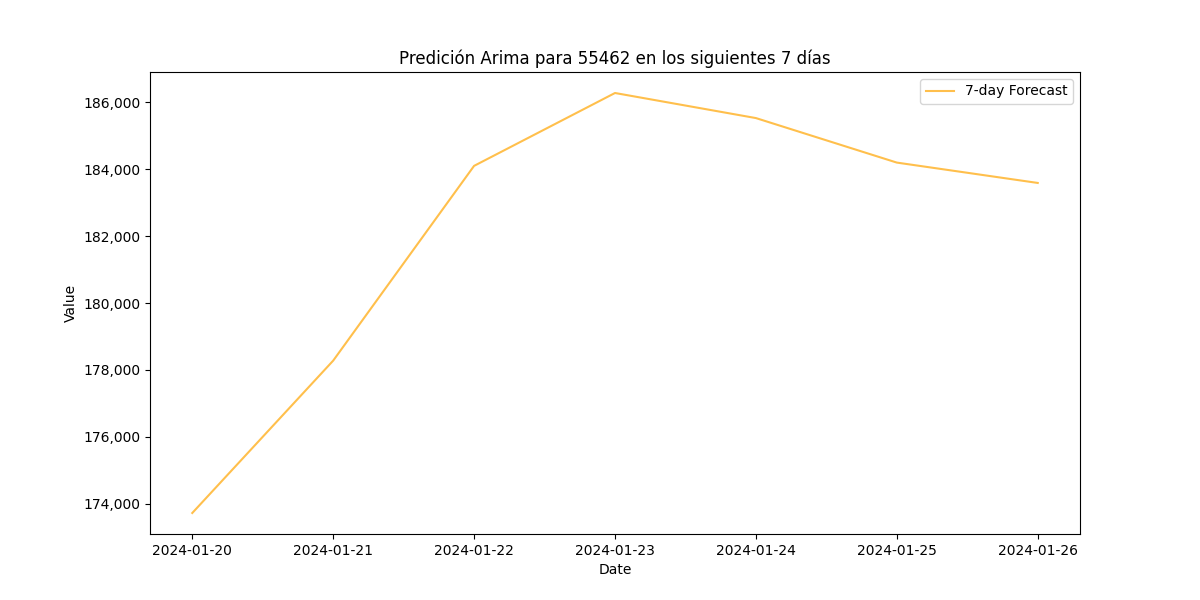 Predición Arima para 55462 en los siguientes 7 días
7-day Forecast
Value
186,000
184,000
182,000
180,000
178,000
176,000
174,000
2024-01-20 2024-01-21 2024-01-22 2024-01-23 2024-01-24 2024-01-25 2024-01-26
Date